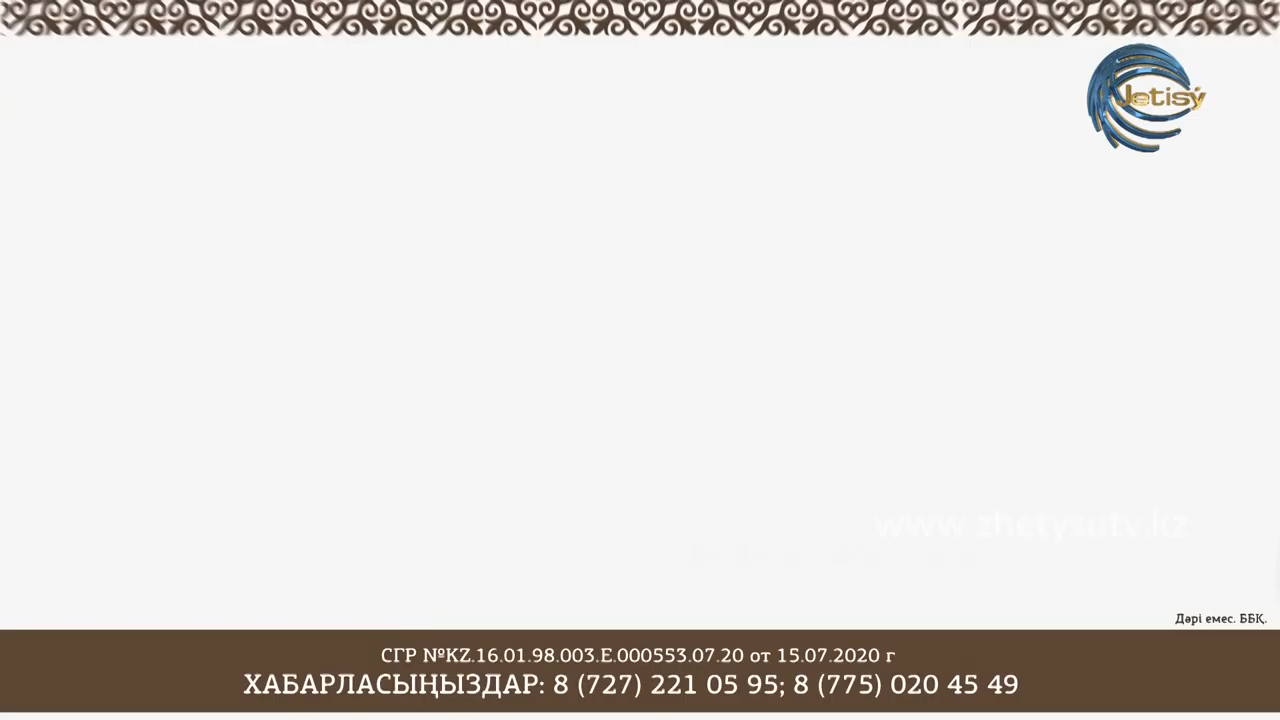 Jetisý
www.zhetysutv.kz
Дәрі емес. ББҚ.
СГР №KZ.16.01.98.003.E.000553.07.20 от 15.07.2020 г
ХАБАРЛАСЫҢЫЗДАР: 8 (727) 221 05 95; 8 (775) 020 45 49